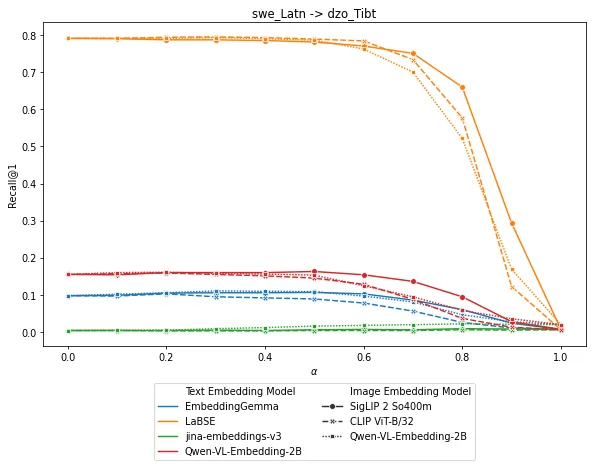 swe_Latn -> dzo_Tibt
Recall@1
0.8
0.7
0.6
0.5
0.4
0.3
0.2
0.1
0.0
0.0 0.2 0.4 0.6 0.8 1.0
α
Text Embedding Model Image Embedding Model
EmbeddingGemma SigLIP 2 So400m
LaBSE CLIP ViT-B/32
jina-embeddings-v3 Qwen-VL-Embedding-2B
Qwen-VL-Embedding-2B